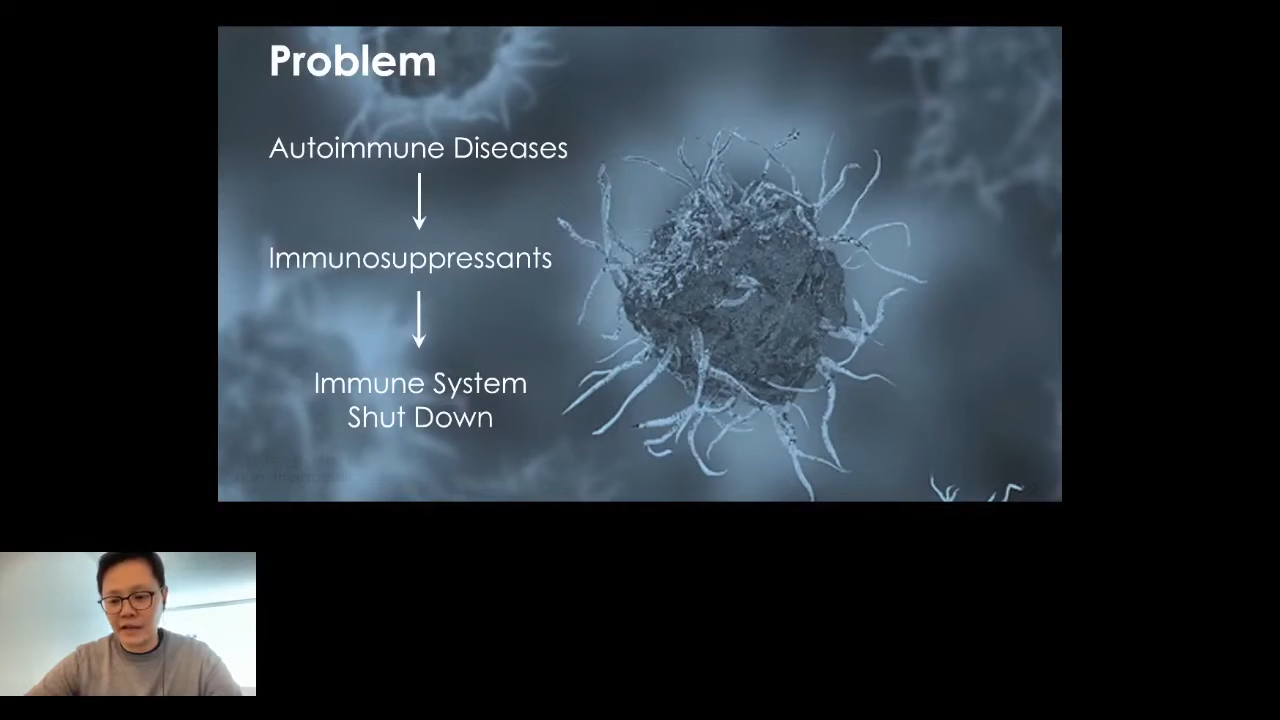 Problem
Autoimmune Diseases
Immunosuppressants
Immune System
Shut Down